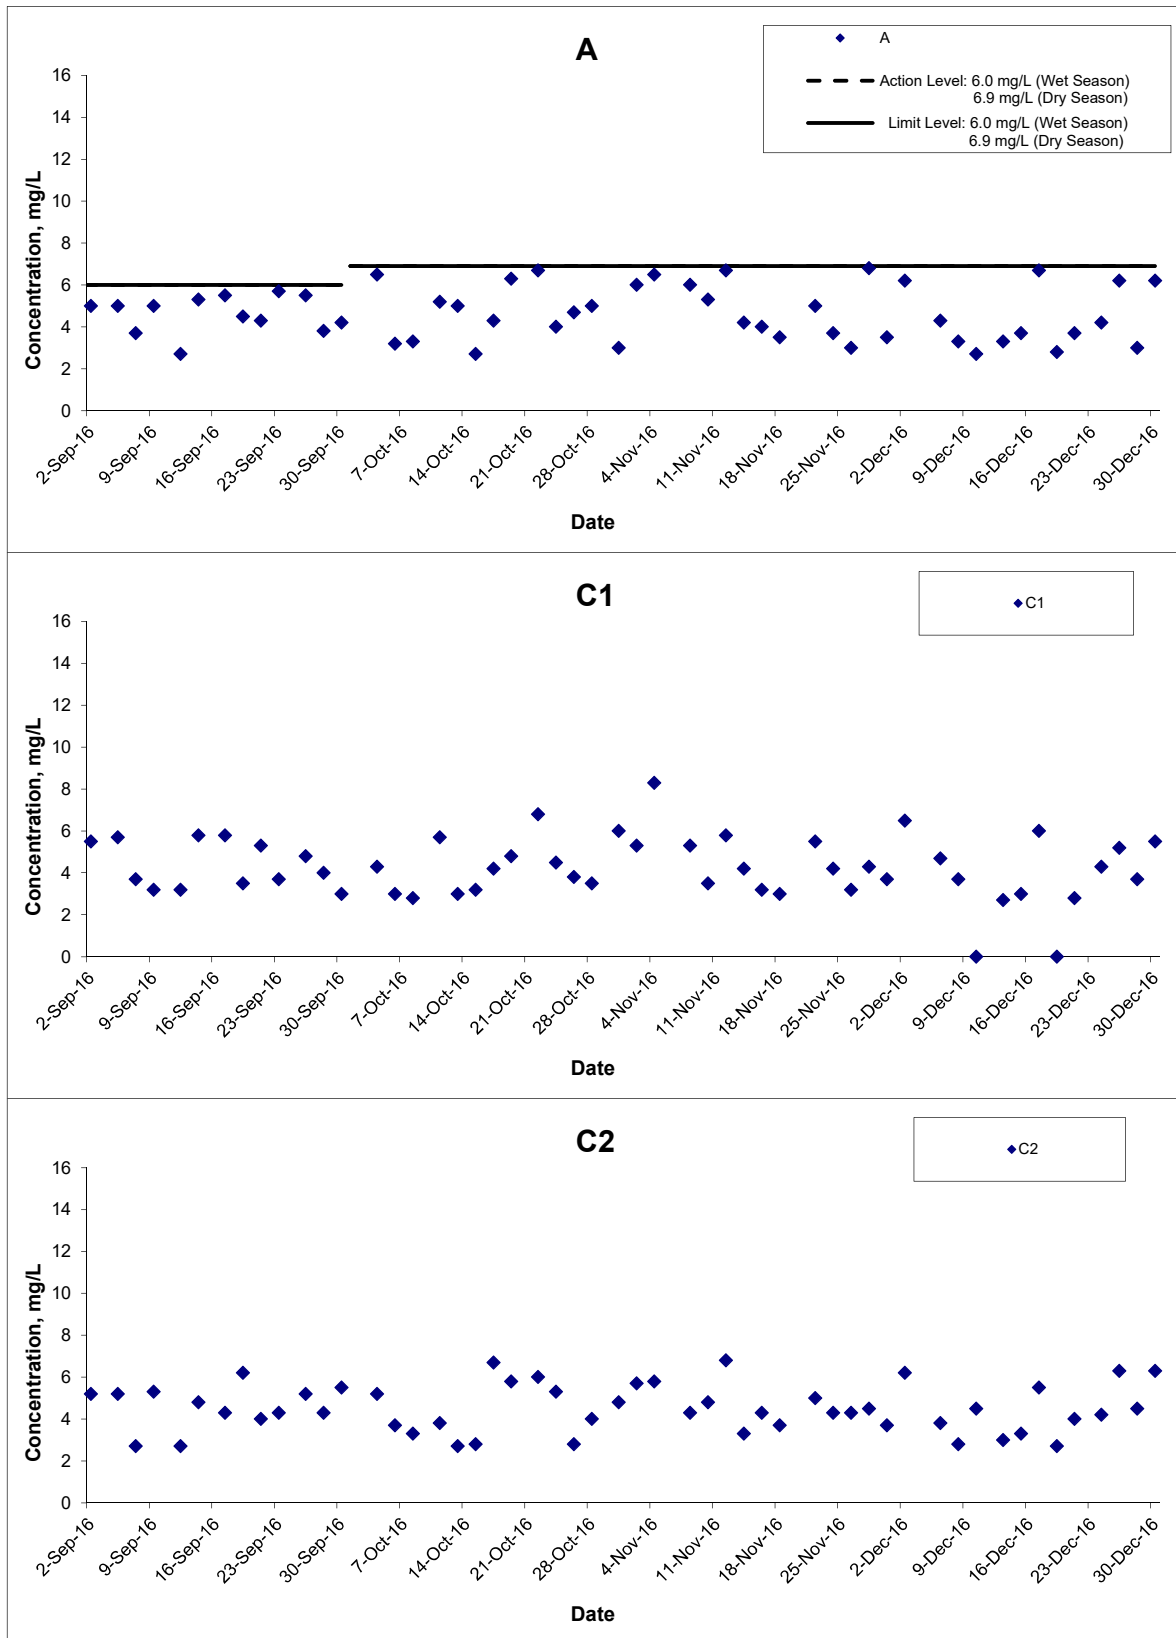 A
A
Action Level: 6.0 mg/L (Wet Season)
6.9 mg/L (Dry Season)
Limit Level: 6.0 mg/L (Wet Season)
6.9 mg/L (Dry Season)
Concentration, mg/L
16
14
12
10
8
6
4
2
0
2-Sep-16
9-Sep-16
16-Sep-16
23-Sep-16
30-Sep-16
7-Oct-16
14-Oct-16
21-Oct-16
28-Oct-16
4-Nov-16
11-Nov-16
18-Nov-16
25-Nov-16
2-Dec-16
9-Dec-16
16-Dec-16
23-Dec-16
30-Dec-16
Date
C1
C1
Concentration, mg/L
16
14
12
10
8
6
4
2
0
2-Sep-16
9-Sep-16
16-Sep-16
23-Sep-16
30-Sep-16
7-Oct-16
14-Oct-16
21-Oct-16
28-Oct-16
4-Nov-16
11-Nov-16
18-Nov-16
25-Nov-16
2-Dec-16
9-Dec-16
16-Dec-16
23-Dec-16
30-Dec-16
Date
C2
C2
Concentration, mg/L
16
14
12
10
8
6
4
2
0
2-Sep-16
9-Sep-16
16-Sep-16
23-Sep-16
30-Sep-16
7-Oct-16
14-Oct-16
21-Oct-16
28-Oct-16
4-Nov-16
11-Nov-16
18-Nov-16
25-Nov-16
2-Dec-16
9-Dec-16
16-Dec-16
23-Dec-16
30-Dec-16
Date